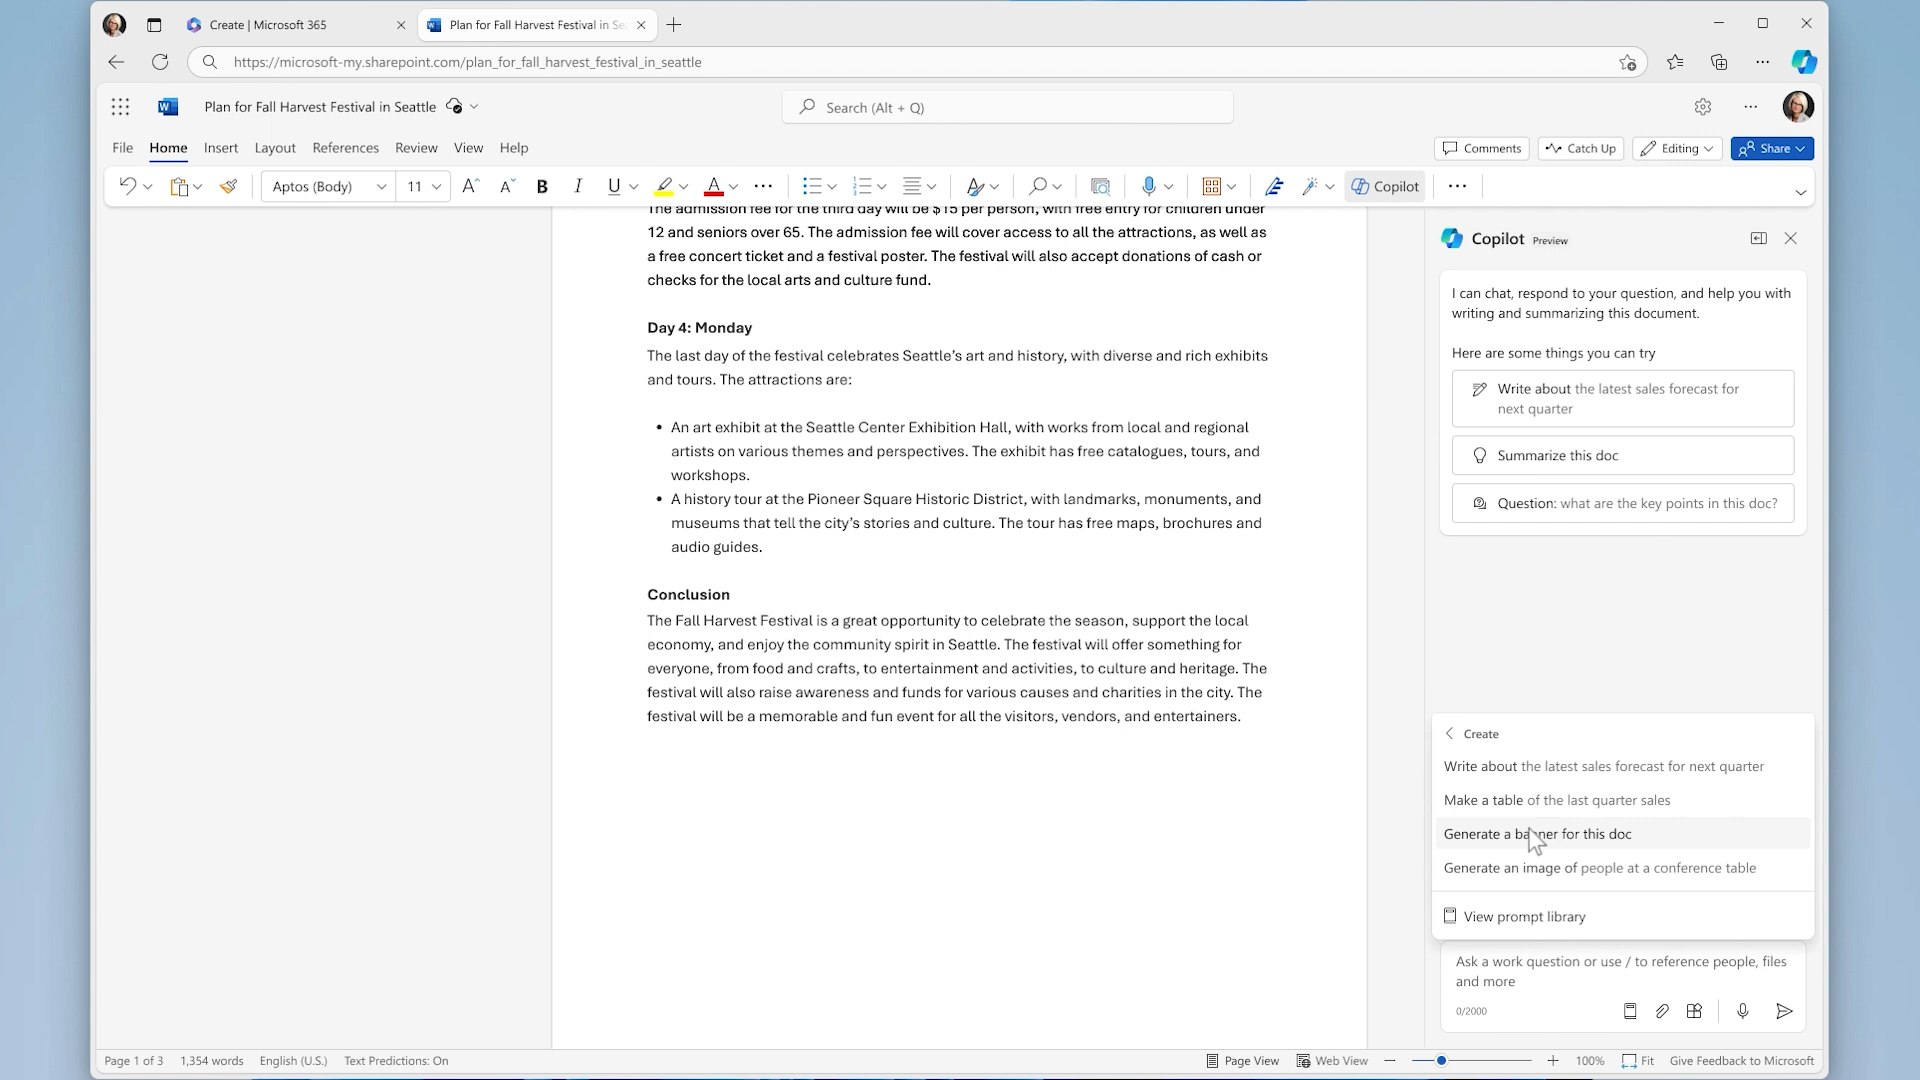 Create | Microsoft 365
Plan for Fall Harvest Festival in Se
https://microsoft-my.sharepoint.com/plan_for_fall_harvest_festival_in_seattle
Plan for Fall Harvest Festival in Seattle
Search (Alt + Q)
File Home Insert Layout References Review View Help
Comments Catch Up Editing Share
Aptos (Body) 11 A A B I U A Copilot
The admission fee for the third day will be $15 per person, with free entry for children under
12 and seniors over 65. The admission fee will cover access to all the attractions, as well as
a free concert ticket and a festival poster. The festival will also accept donations of cash or
checks for the local arts and culture fund.
Day 4: Monday
The last day of the festival celebrates Seattle’s art and history, with diverse and rich exhibits
and tours. The attractions are:
• An art exhibit at the Seattle Center Exhibition Hall, with works from local and regional
artists on various themes and perspectives. The exhibit has free catalogues, tours, and
workshops.
• A history tour at the Pioneer Square Historic District, with landmarks, monuments, and
museums that tell the city’s stories and culture. The tour has free maps, brochures and
audio guides.
Conclusion
The Fall Harvest Festival is a great opportunity to celebrate the season, support the local
economy, and enjoy the community spirit in Seattle. The festival will offer something for
everyone, from food and crafts, to entertainment and activities, to culture and heritage. The
festival will also raise awareness and funds for various causes and charities in the city. The
festival will be a memorable and fun event for all the visitors, vendors, and entertainers.
Copilot Preview
I can chat, respond to your question, and help you with
writing and summarizing this document.
Here are some things you can try
Write about the latest sales forecast for
next quarter
Summarize this doc
Question: what are the key points in this doc?
Create
Write about the latest sales forecast for next quarter
Make a table of the last quarter sales
Generate a banner for this doc
Generate an image of people at a conference table
View prompt library
Ask a work question or use / to reference people, files
and more
0/2000
Page 1 of 3 1,354 words English (U.S.) Text Predictions: On
Page View Web View 100% Fit Give Feedback to Microsoft